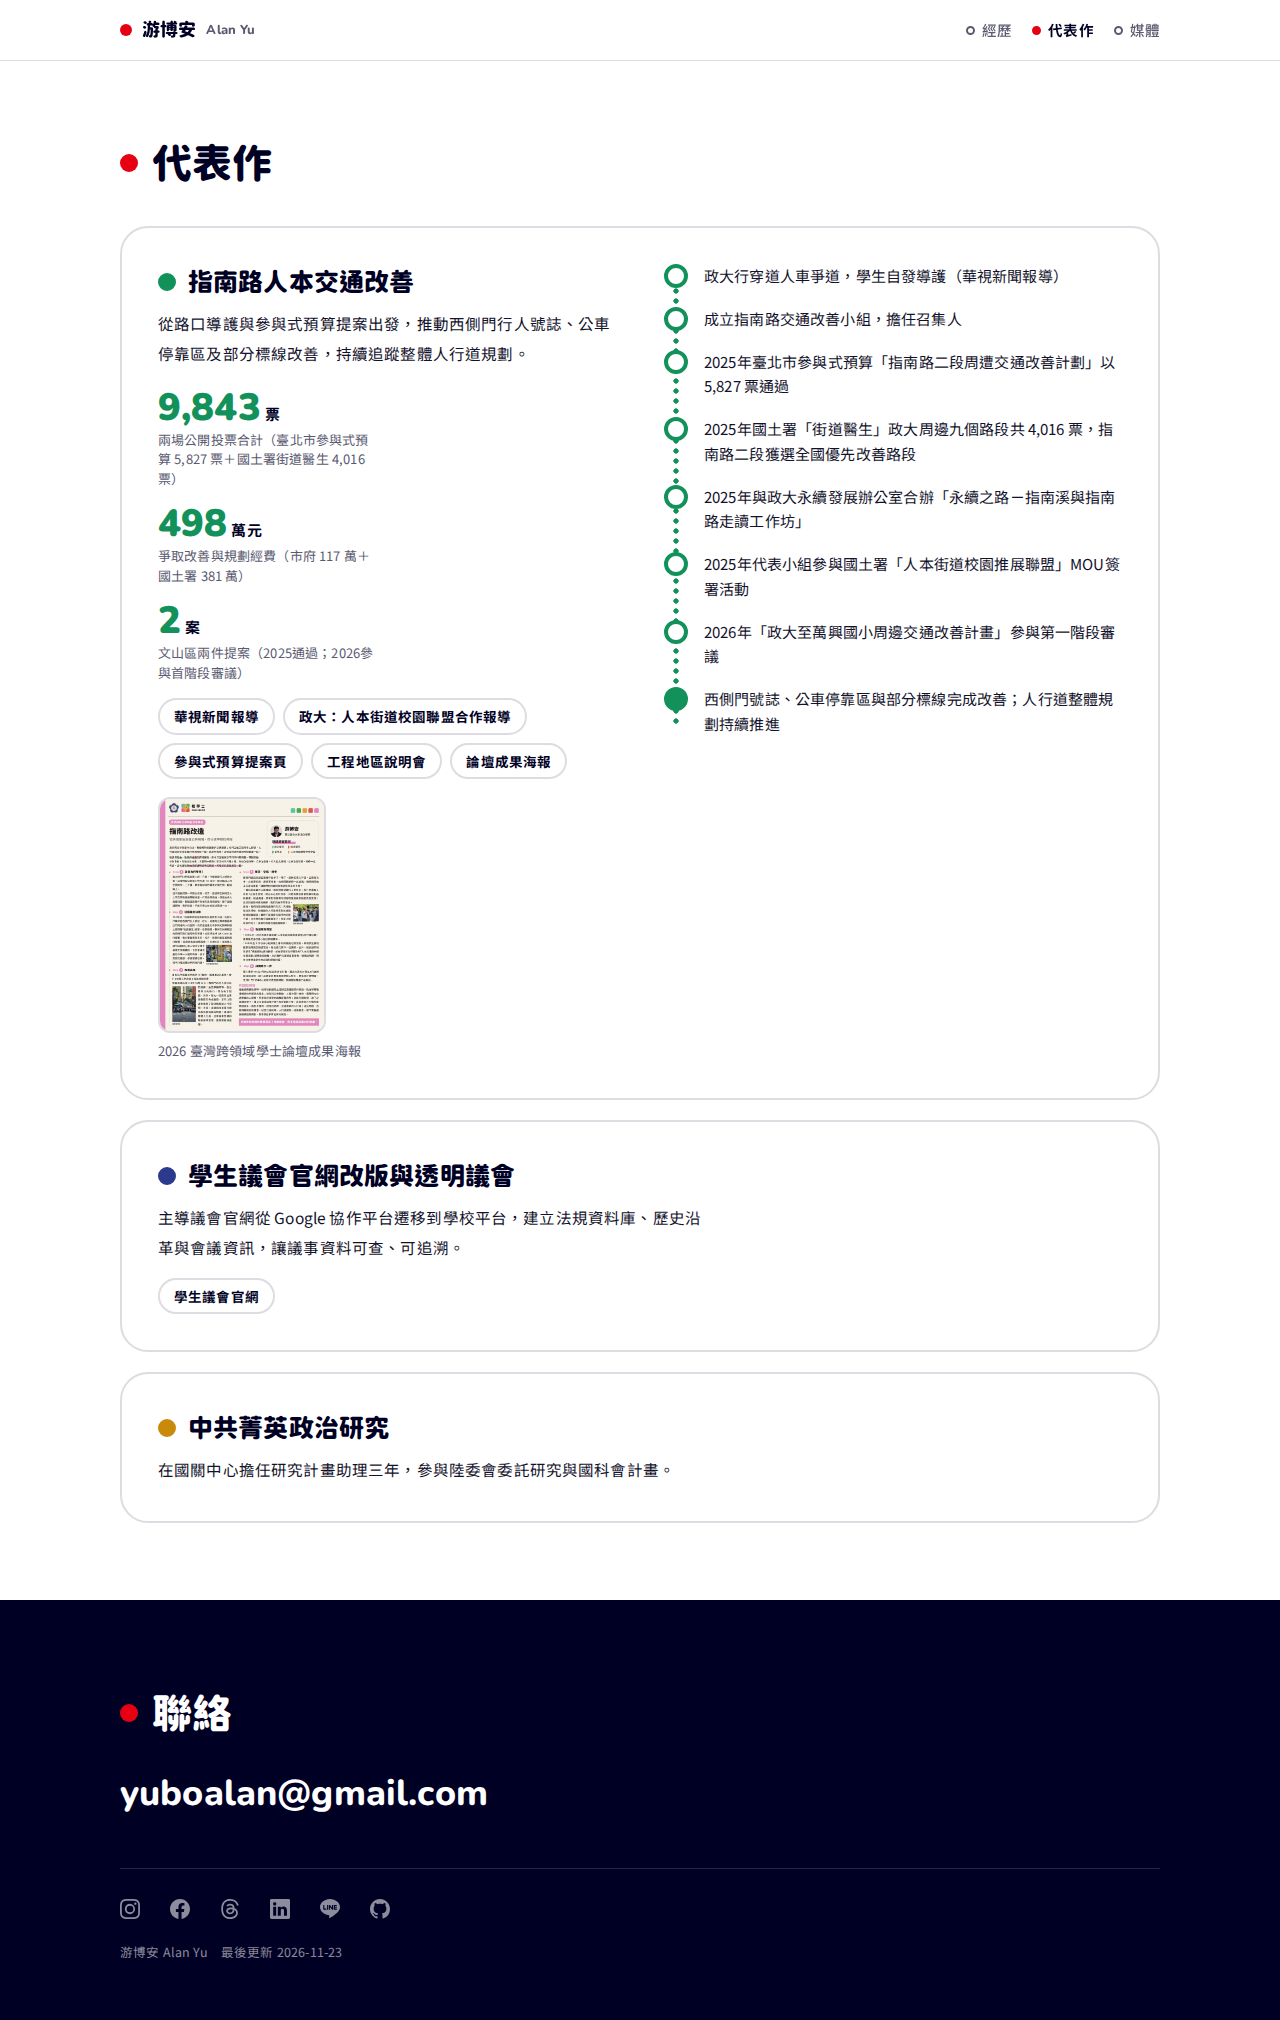 游博安 Alan Yu
經歷
代表作
媒體
代表作
指南路人本交通改善
從路口導護與參與式預算提案出發，推動西側門行人號誌、公車
停靠區及部分標線改善，持續追蹤整體人行道規劃。
9,843 票
兩場公開投票合計（臺北市參與式預
算 5,827 票＋國土署街道醫生 4,016
票）
498 萬元
爭取改善與規劃經費（市府 117 萬＋
國土署 381 萬）
2 案
文山區兩件提案（2025通過；2026參
與首階段審議）
華視新聞報導
政大：人本街道校園聯盟合作報導
參與式預算提案頁
工程地區說明會
論壇成果海報
指南路改造
2026 臺灣跨領域學士論壇成果海報
政大行穿道人車爭道，學生自發導護（華視新聞報導）
成立指南路交通改善小組，擔任召集人
2025年臺北市參與式預算「指南路二段周遭交通改善計劃」以
5,827 票通過
2025年國土署「街道醫生」政大周邊九個路段共 4,016 票，指
南路二段獲選全國優先改善路段
2025年與政大永續發展辦公室合辦「永續之路－指南溪與指南
路走讀工作坊」
2025年代表小組參與國土署「人本街道校園推展聯盟」MOU簽
署活動
2026年「政大至萬興國小周邊交通改善計畫」參與第一階段審
議
西側門號誌、公車停靠區與部分標線完成改善；人行道整體規
劃持續推進
學生議會官網改版與透明議會
主導議會官網從 Google 協作平台遷移到學校平台，建立法規資料庫、歷史沿
革與會議資訊，讓議事資料可查、可追溯。
學生議會官網
中共菁英政治研究
在國關中心擔任研究計畫助理三年，參與陸委會委託研究與國科會計畫。
聯絡
yuboalan@gmail.com
LINE
游博安 Alan Yu 最後更新 2026-11-23